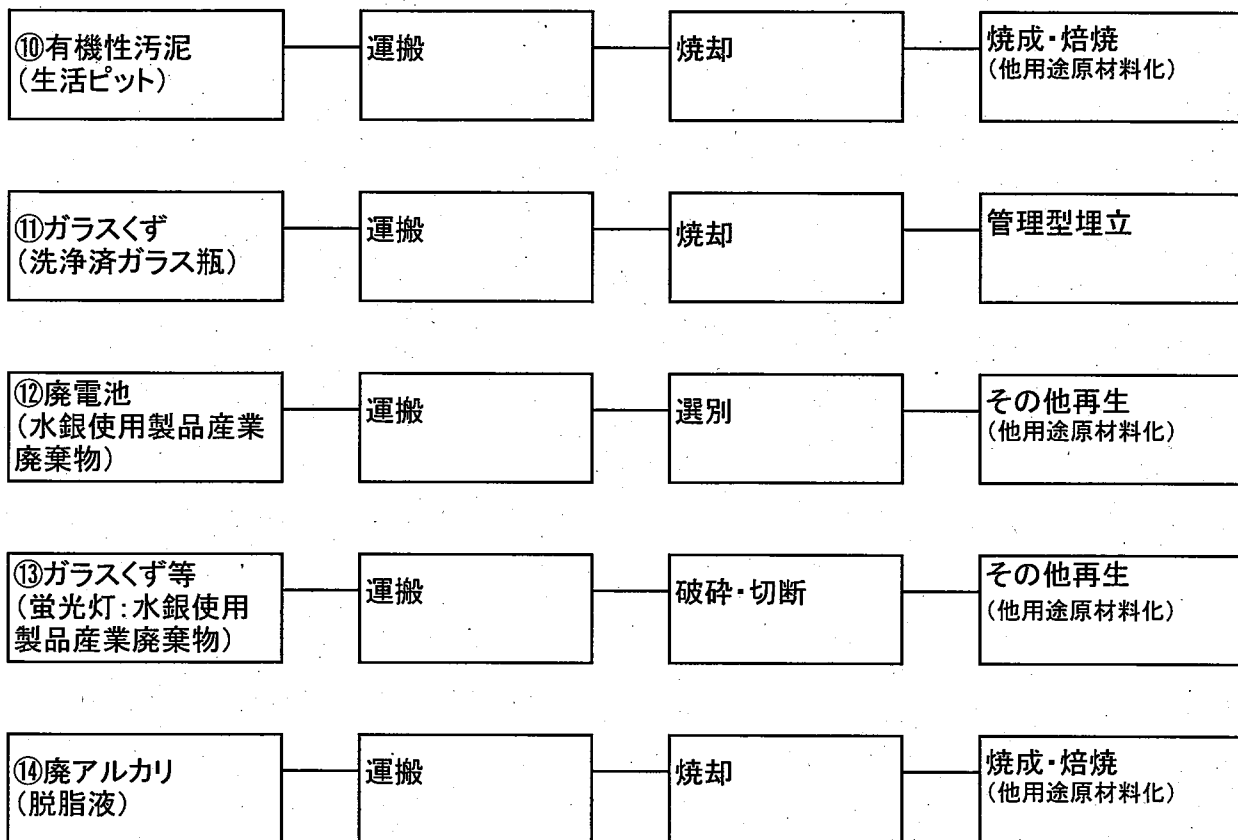 ⑩有機性汚泥
(生活ピット)
運搬
焼却
焼成・焙焼
(他用途原材料化)
⑪ガラスくず
(洗浄済ガラス瓶)
運搬
焼却
管理型埋立
⑫廃電池
(水銀使用製品産業
廃棄物)
運搬
選別
その他再生
(他用途原材料化)
⑬ガラスくず等
(蛍光灯:水銀使用
製品産業廃棄物)
運搬
破砕・切断
その他再生
(他用途原材料化)
⑭廃アルカリ
(脱脂液)
運搬
焼却
焼成・焙焼
(他用途原材料化)